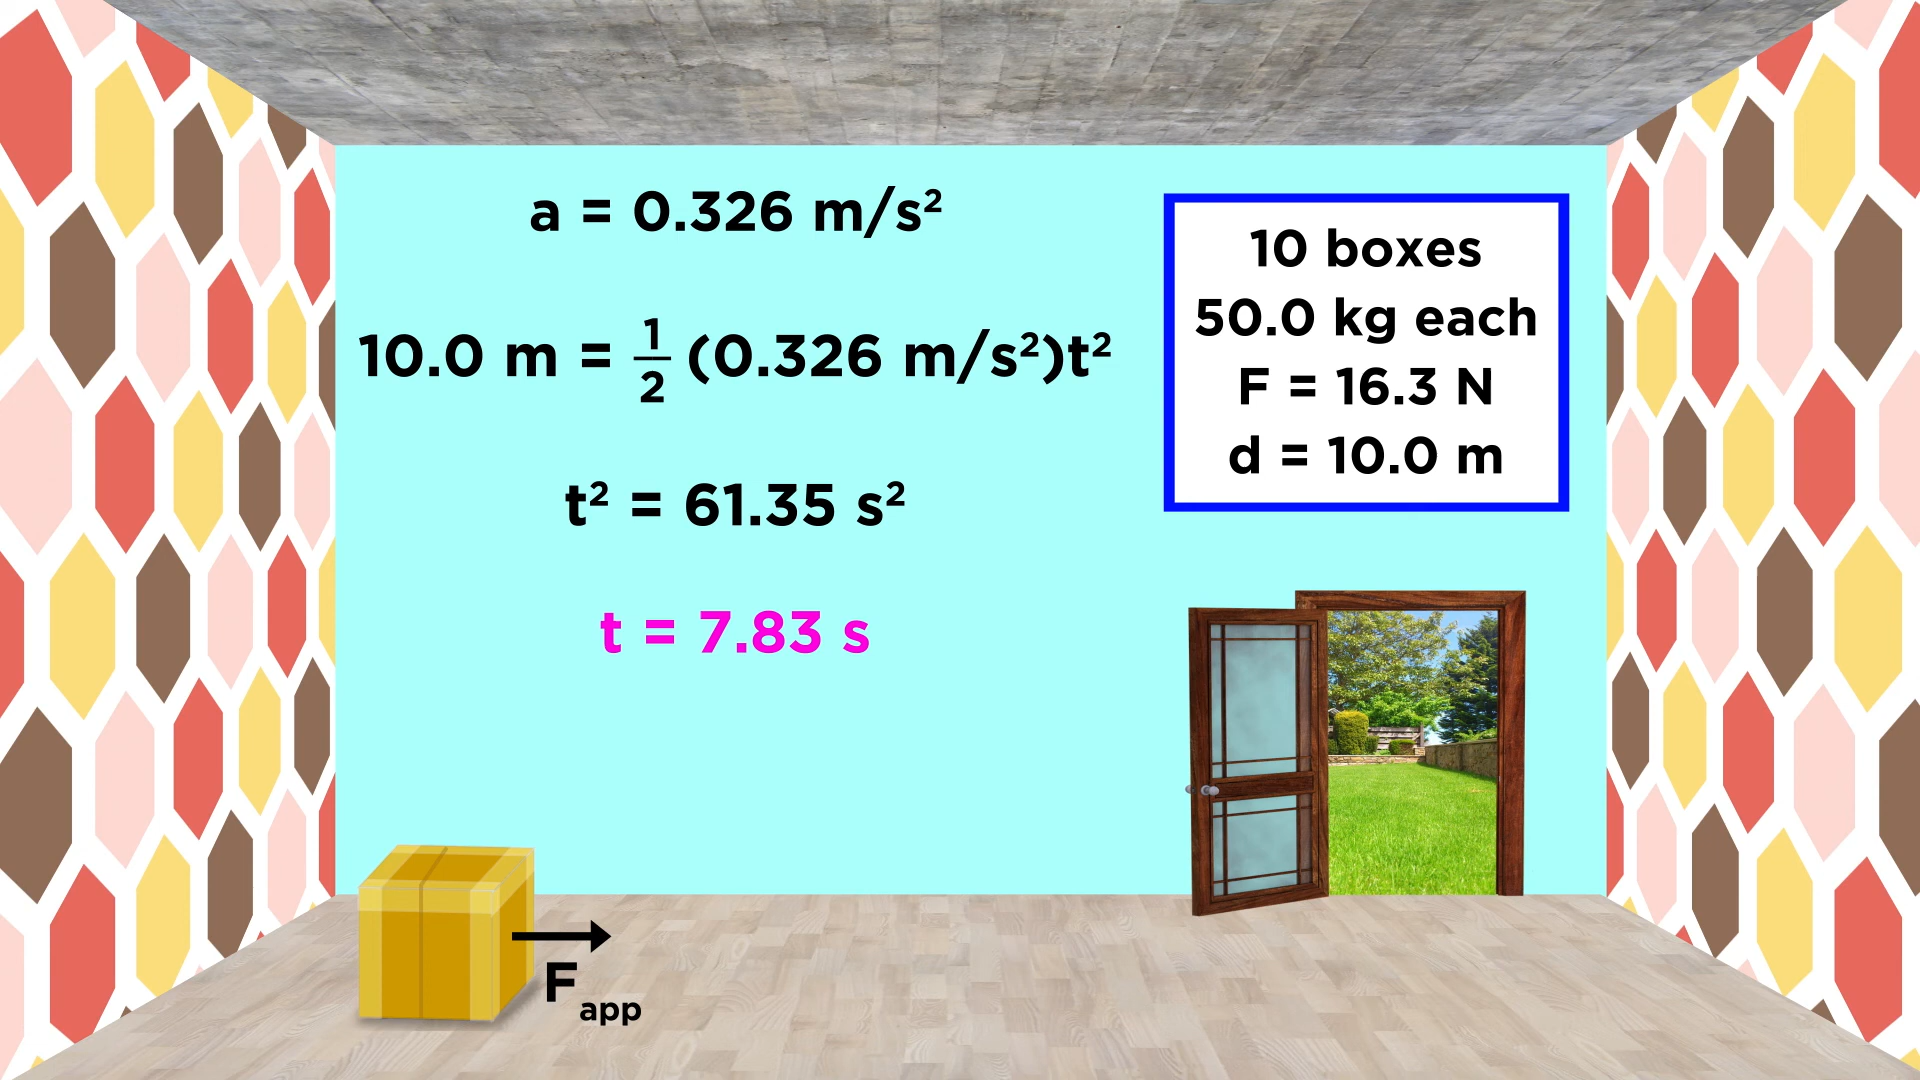 a = 0.326 m/s²
10.0 m = 1/2 (0.326 m/s²)t²
t² = 61.35 s²
t = 7.83 s
10 boxes
50.0 kg each
F = 16.3 N
d = 10.0 m
F app